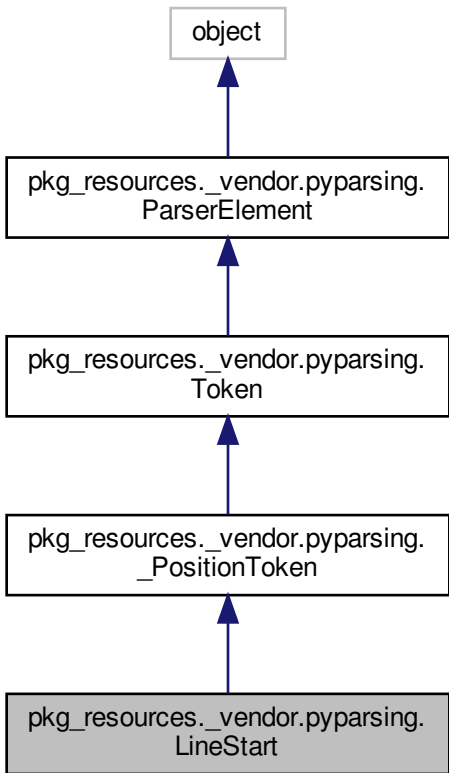 object
pkg_resources._vendor.pyparsing.
ParserElement
pkg_resources._vendor.pyparsing.
Token
pkg_resources._vendor.pyparsing.
_PositionToken
pkg_resources._vendor.pyparsing.
LineStart